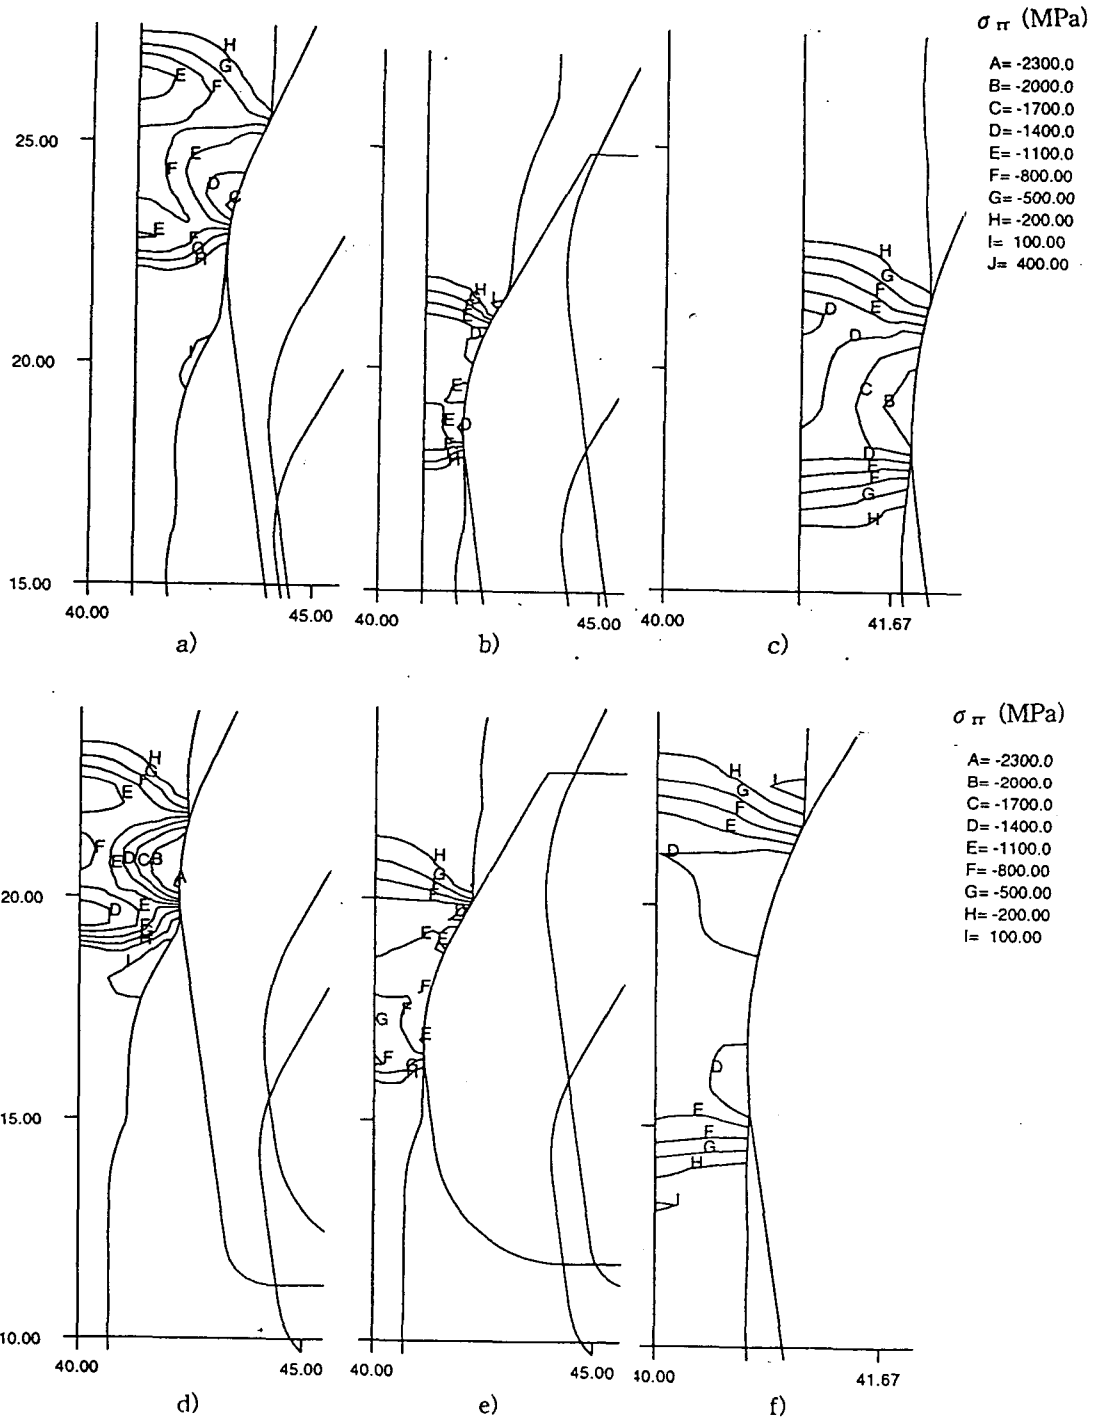 σ rr (MPa)
A= -2300.0
B= -2000.0
C= -1700.0
D= -1400.0
E= -1100.0
F= -800.00
G= -500.00
H= -200.00
I= 100.00
J= 400.00
H
G
E
F
E
F
D
C
E
F
G
H
I
25.00
20.00
15.00
40.00
45.00
a)
H
I
D
E
E
D
H
40.00
45.00
b)
H
G
F
E
D
D
C
B
D
E
F
G
H
40.00
41.67
c)
σ rr (MPa)
A= -2300.0
B= -2000.0
C= -1700.0
D= -1400.0
E= -1100.0
F= -800.00
G= -500.00
H= -200.00
I= 100.00
H
G
F
E
F
E
D
C
B
A
D
E
F
G
H
I
20.00
15.00
10.00
40.00
45.00
d)
H
G
F
D
E
E
F
F
G
E
F
G
H
40.00
45.00
e)
H
I
G
F
E
D
D
E
F
G
H
I
40.00
41.67
f)